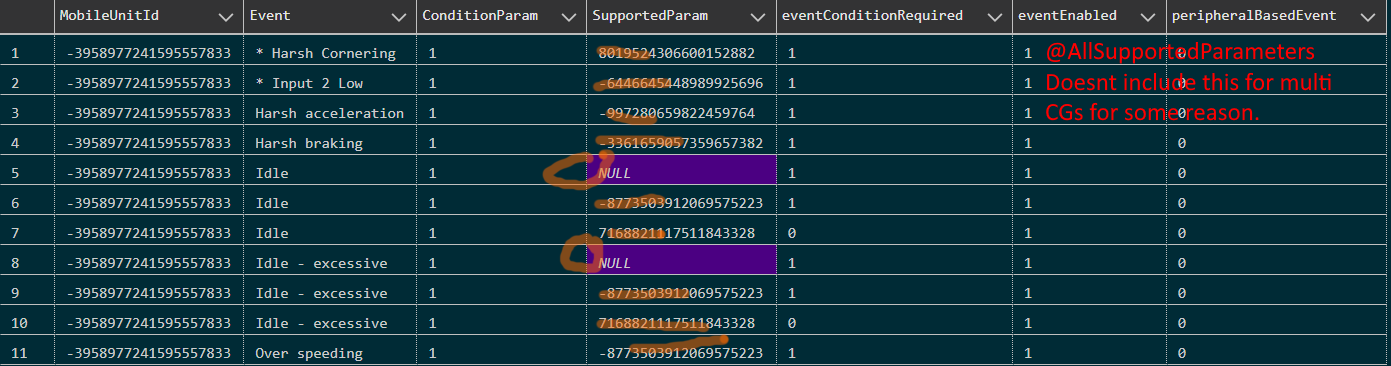 MobileUnitId Event ConditionParam SupportedParam eventConditionRequired eventEnabled peripheralBasedEvent
1 -3958977241595557833 * Harsh Cornering 1 8019524306600152882 1 1 0
2 -3958977241595557833 * Input 2 Low 1 -6446645448989925696 1 1 0
3 -3958977241595557833 Harsh acceleration 1 -997280659822459764 1 1 0
4 -3958977241595557833 Harsh braking 1 -3361659057359657382 1 1 0
5 -3958977241595557833 Idle 1 NULL 1 1 0
6 -3958977241595557833 Idle 1 -8773503912069575223 1 1 0
7 -3958977241595557833 Idle 1 7168821117511843328 0 1 0
8 -3958977241595557833 Idle - excessive 1 NULL 1 1 0
9 -3958977241595557833 Idle - excessive 1 -8773503912069575223 1 1 0
10 -3958977241595557833 Idle - excessive 1 7168821117511843328 0 1 0
11 -3958977241595557833 Over speeding 1 -8773503912069575223 1 1 0
@AllSupportedParameters
Doesnt include this for multi
CGs for some reason.